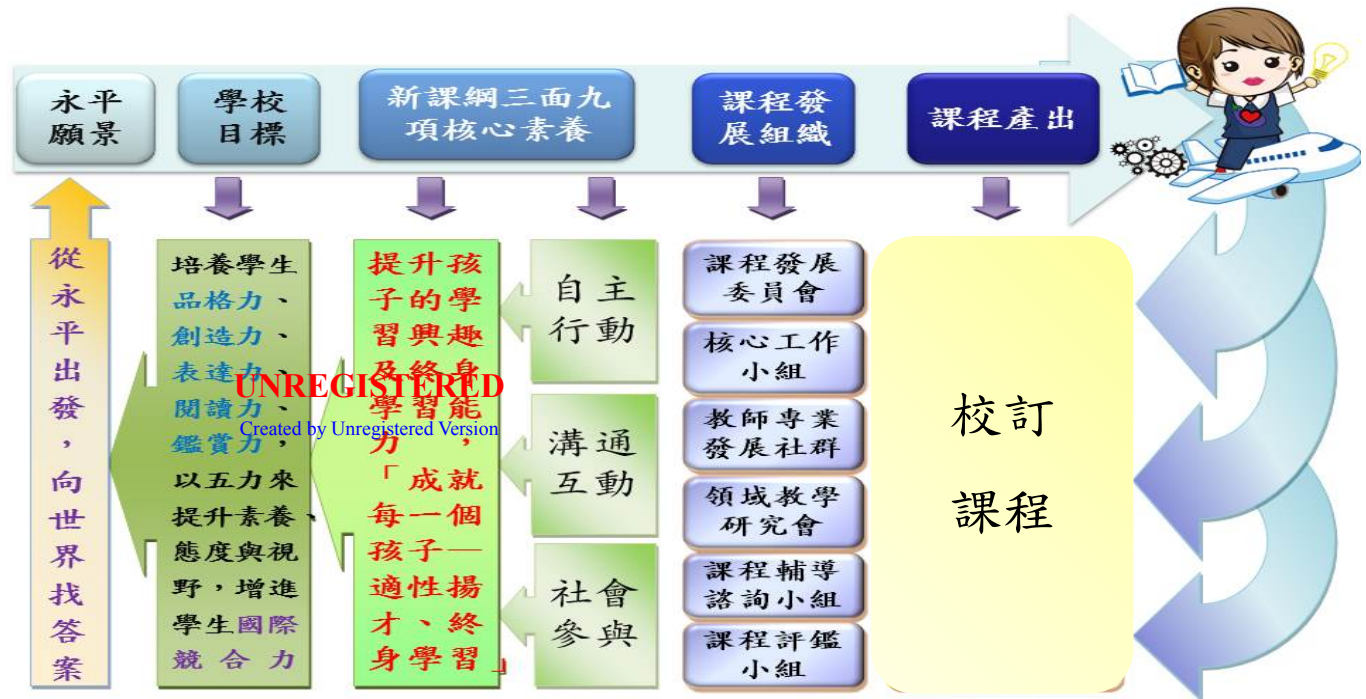 永平
願景
學校
目標
新課綱三面九
項核心素養
課程發
展組織
課程產出
從永平出發，向世界找答案
培養學生
品格力、
創造力、
表達力、
閱讀力、
鑑賞力，
以五力來
提升素養、
態度與視
野，增進
學生國際
競合力
提升孩
子的學
習興趣
及終身
學習能
力，
「成就
每一個
孩子—
適性揚
才、終
身學習」
UNREGISTERED
Created by Unregistered Version
自主
行動
溝通
互動
社會
參與
課程發展
委員會
核心工作
小組
教師專業
發展社群
領域教學
研究會
課程輔導
諮詢小組
課程評鑑
小組
校訂
課程